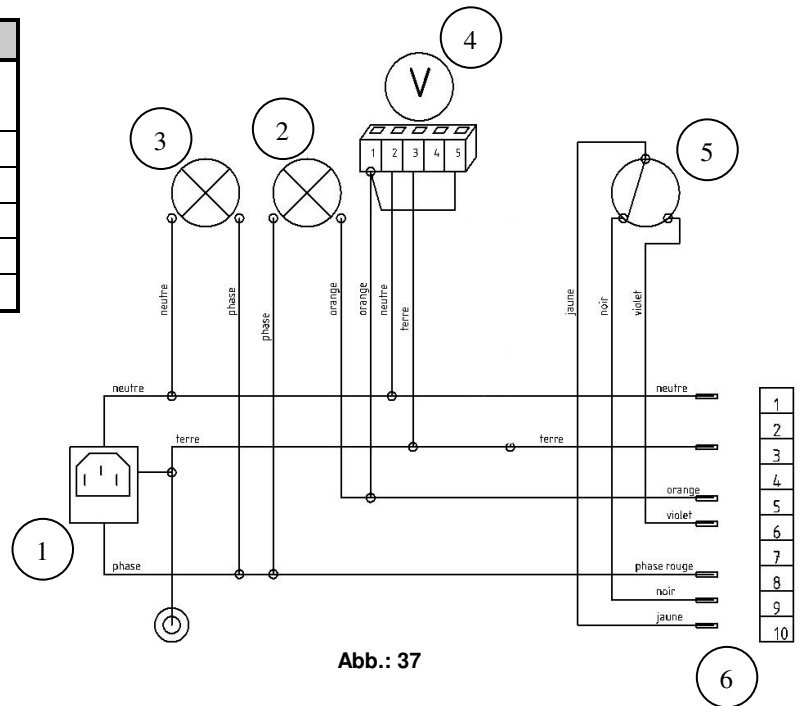 4
V
3
2
5
1 2 3 4 5
neutre
phase
phase
orange
orange
neutre
terre
jaune
noir
violet
neutre
neutre
terre
terre
orange
violet
phase
phase rouge
noir
jaune
1
2
3
4
5
6
7
8
9
10
1
6
Abb.: 37